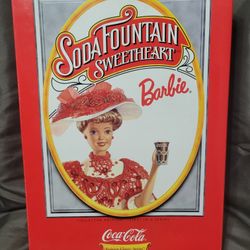 SODA FOUNTAIN
SWEETHEART
Barbie
Coca-Cola